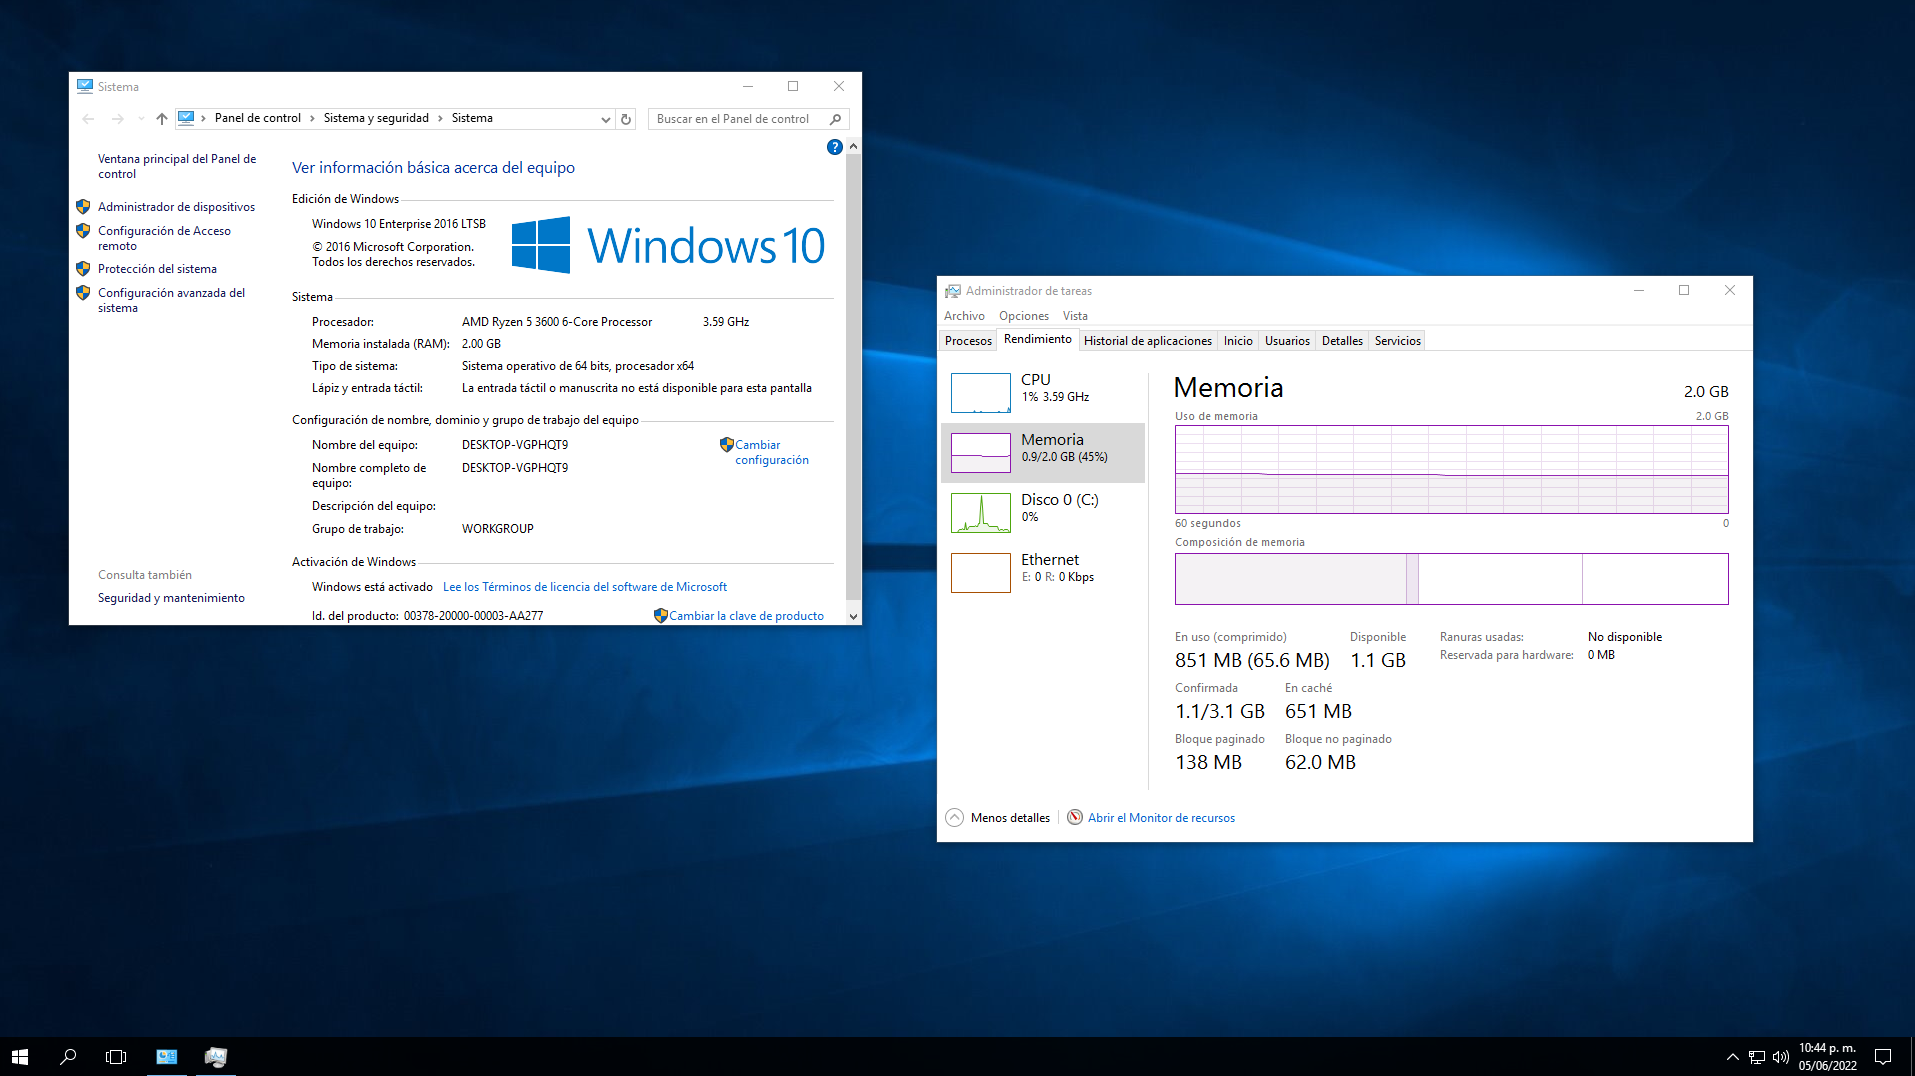 Sistema
Panel de control
Sistema y seguridad
Sistema
Buscar en el Panel de control
Ventana principal del Panel de
control
Administrador de dispositivos
Configuración de Acceso
remoto
Protección del sistema
Configuración avanzada del
sistema
Consulta también
Seguridad y mantenimiento
Ver información básica acerca del equipo
Edición de Windows
Windows 10 Enterprise 2016 LTSB
© 2016 Microsoft Corporation.
Todos los derechos reservados.
Windows 10
Sistema
Procesador: AMD Ryzen 5 3600 6-Core Processor 3.59 GHz
Memoria instalada (RAM): 2.00 GB
Tipo de sistema: Sistema operativo de 64 bits, procesador x64
Lápiz y entrada táctil: La entrada táctil o manuscrita no está disponible para esta pantalla
Configuración de nombre, dominio y grupo de trabajo del equipo
Nombre del equipo: DESKTOP-VGPHQT9
Cambiar
configuración
Nombre completo de
equipo:
DESKTOP-VGPHQT9
Descripción del equipo:
Grupo de trabajo: WORKGROUP
Activación de Windows
Windows está activado Lee los Términos de licencia del software de Microsoft
Id. del producto: 00378-20000-00003-AA277 Cambiar la clave de producto
Administrador de tareas
Archivo Opciones Vista
Procesos Rendimiento Historial de aplicaciones Inicio Usuarios Detalles Servicios
CPU
1% 3.59 GHz
Memoria
0.9/2.0 GB (45%)
Disco 0 (C:)
0%
Ethernet
E: 0 R: 0 Kbps
Memoria 2.0 GB
Uso de memoria 2.0 GB
60 segundos 0
Composición de memoria
En uso (comprimido) Disponible
851 MB (65.6 MB) 1.1 GB
Confirmada En caché
1.1/3.1 GB 651 MB
Bloque paginado Bloque no paginado
138 MB 62.0 MB
Ranuras usadas: No disponible
Reservada para hardware: 0 MB
Menos detalles Abrir el Monitor de recursos
10:44 p. m.
05/06/2022